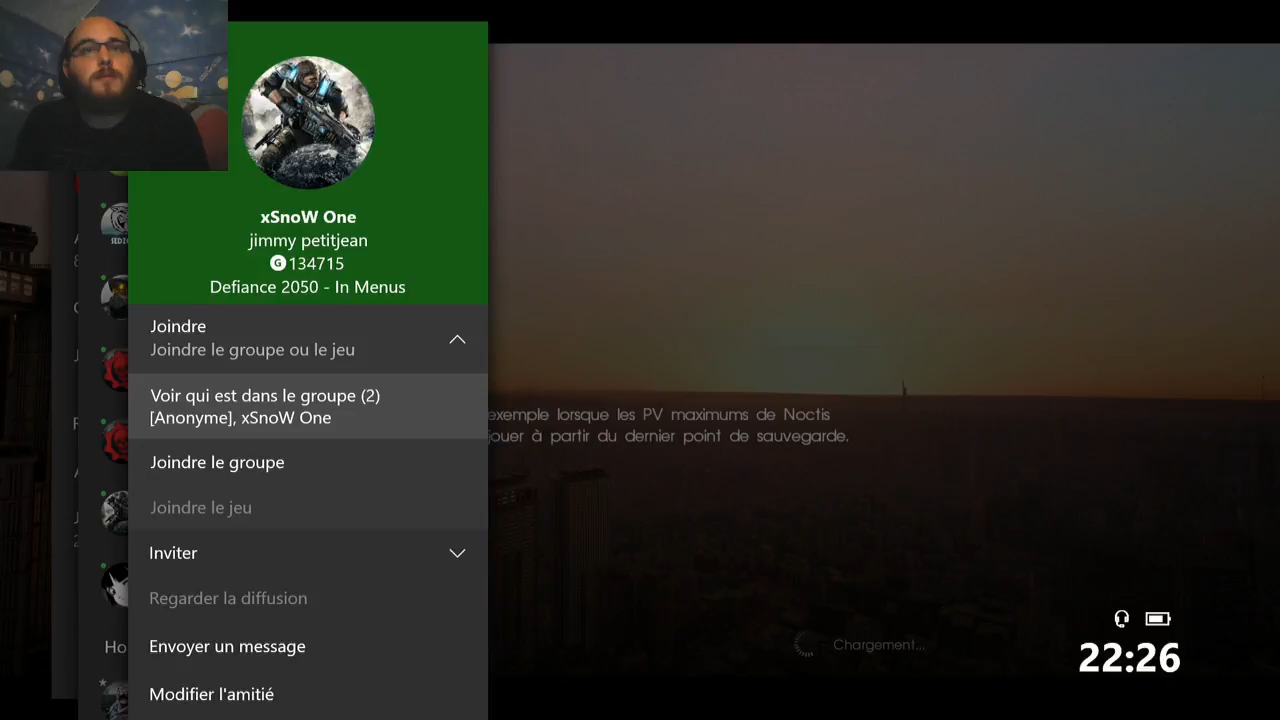 xSnoW One
jimmy petitjean
G 134715
Defiance 2050 - In Menus
Joindre
Joindre le groupe ou le jeu
Voir qui est dans le groupe (2)
[Anonyme], xSnoW One
Joindre le groupe
Joindre le jeu
Inviter
Regarder la diffusion
Envoyer un message
Modifier l'amitié
exemple lorsque les PV maximums de Noctis
jouer à partir du dernier point de sauvegarde.
Chargement...
22:26
Ho